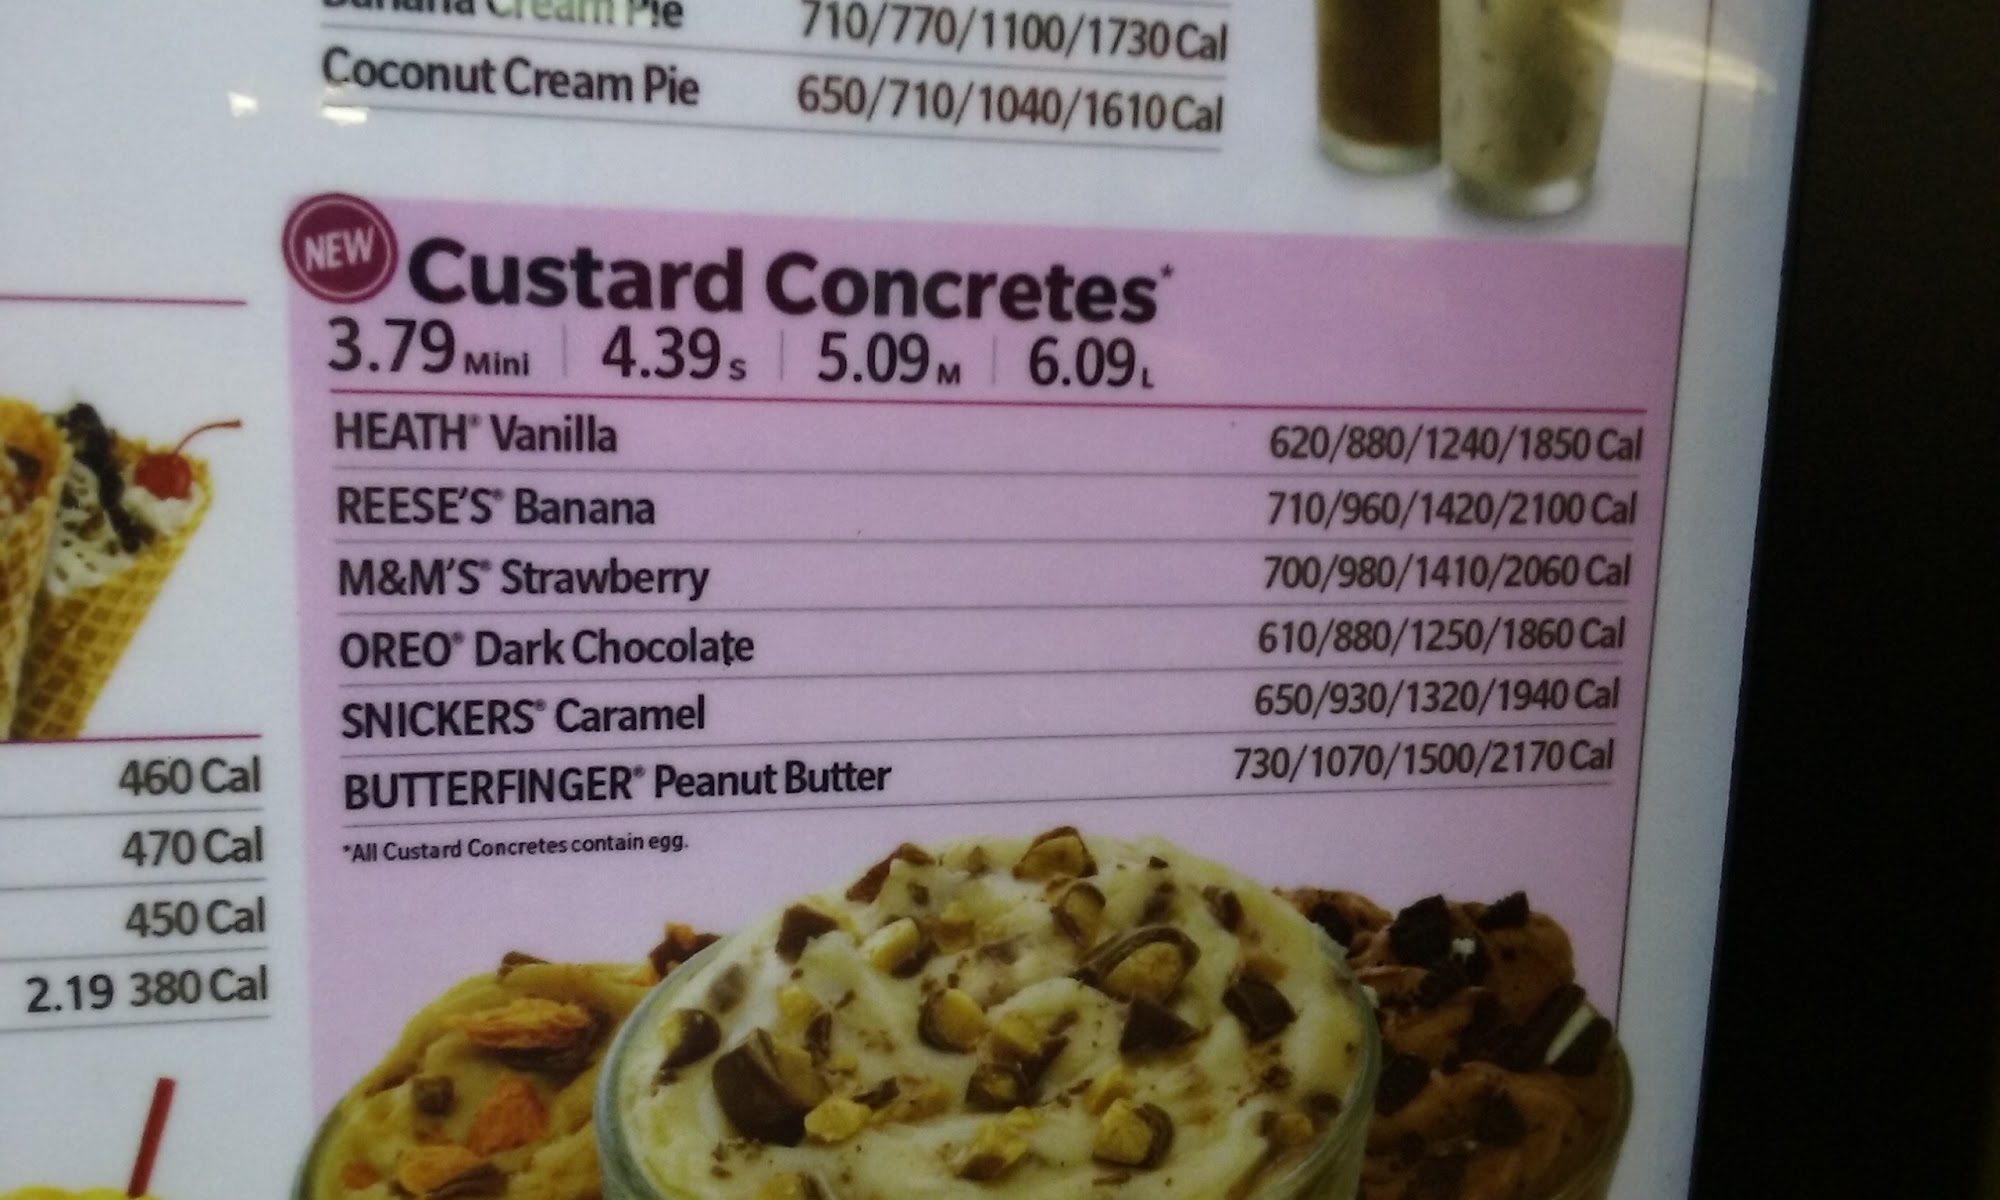 Banana Cream Pie 710/770/1100/1730 Cal
Coconut Cream Pie 650/710/1040/1610 Cal
NEW Custard Concretes*
3.79 Mini | 4.39 S | 5.09 M | 6.09 L
HEATH® Vanilla 620/880/1240/1850 Cal
REESE'S® Banana 710/960/1420/2100 Cal
M&M'S® Strawberry 700/980/1410/2060 Cal
OREO® Dark Chocolate 610/880/1250/1860 Cal
SNICKERS® Caramel 650/930/1320/1940 Cal
BUTTERFINGER® Peanut Butter 730/1070/1500/2170 Cal
*All Custard Concretes contain egg.
460 Cal
470 Cal
450 Cal
2.19 380 Cal